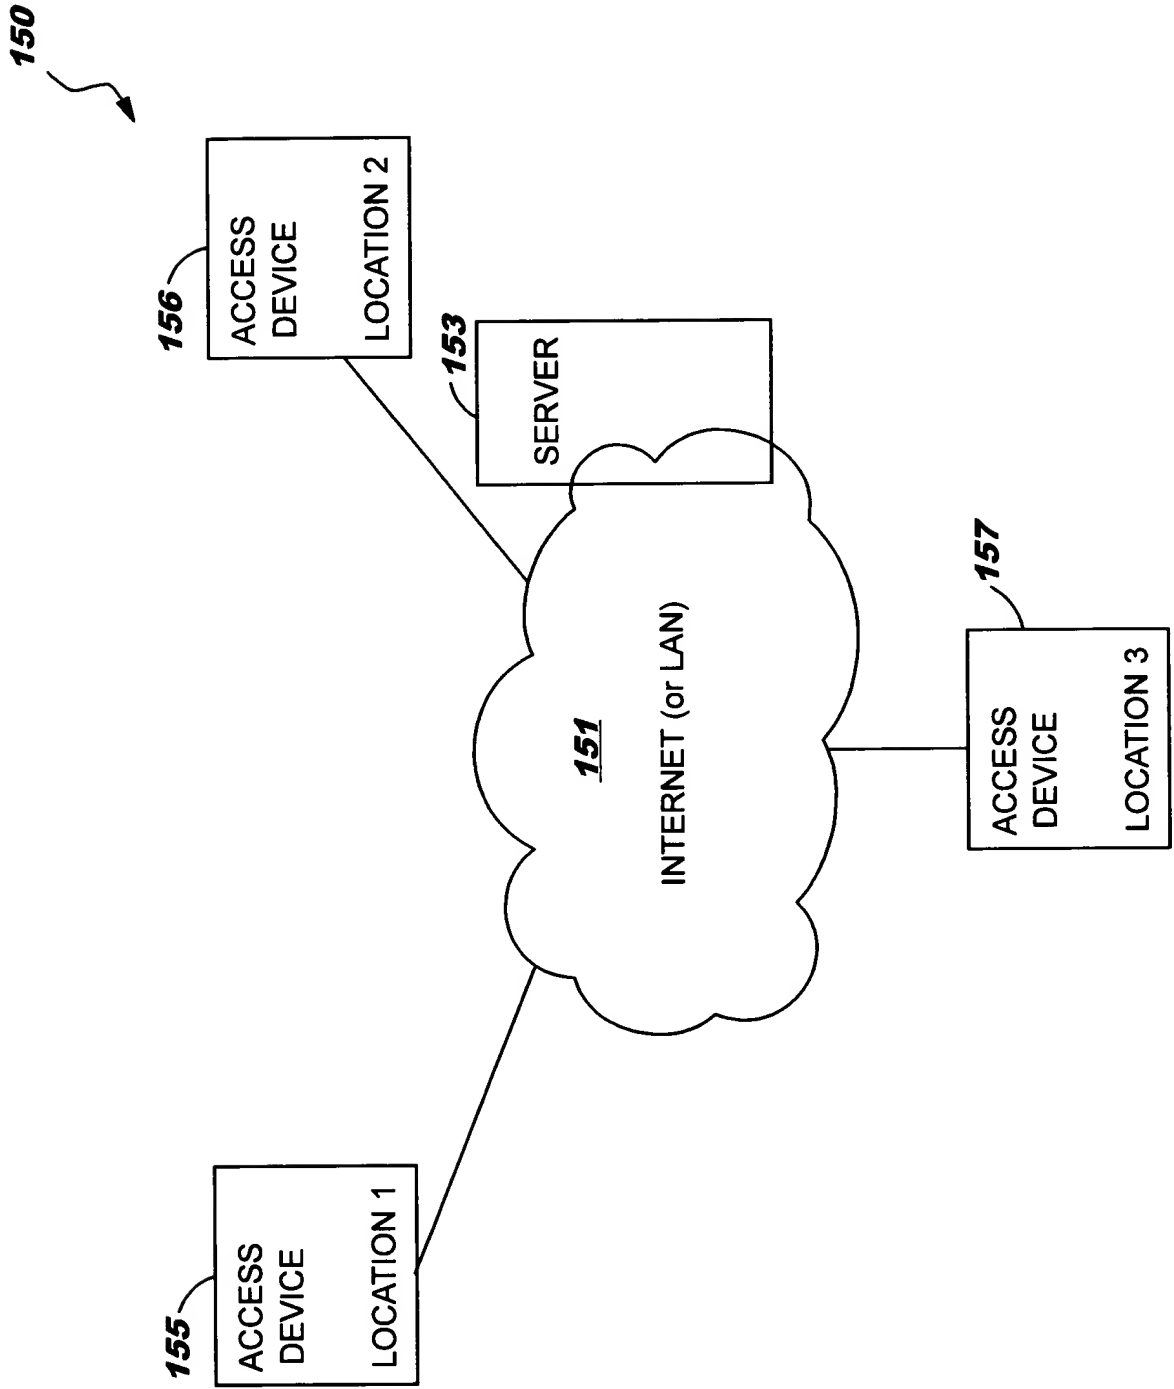 150
155
ACCESS
DEVICE
LOCATION 1
156
ACCESS
DEVICE
LOCATION 2
153
SERVER
151
INTERNET (or LAN)
157
ACCESS
DEVICE
LOCATION 3